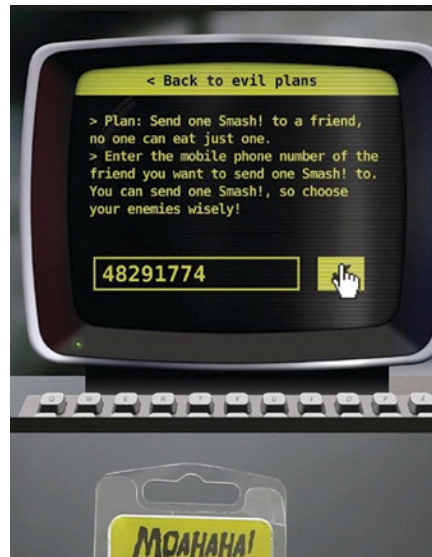 < Back to evil plans
> Plan: Send one Smash! to a friend,
no one can eat just one.
> Enter the mobile phone number of the
friend you want to send one Smash! to.
You can send one Smash!, so choose
your enemies wisely!
48291774
Q W E R T Y U I O P Å
MOAHAHA!